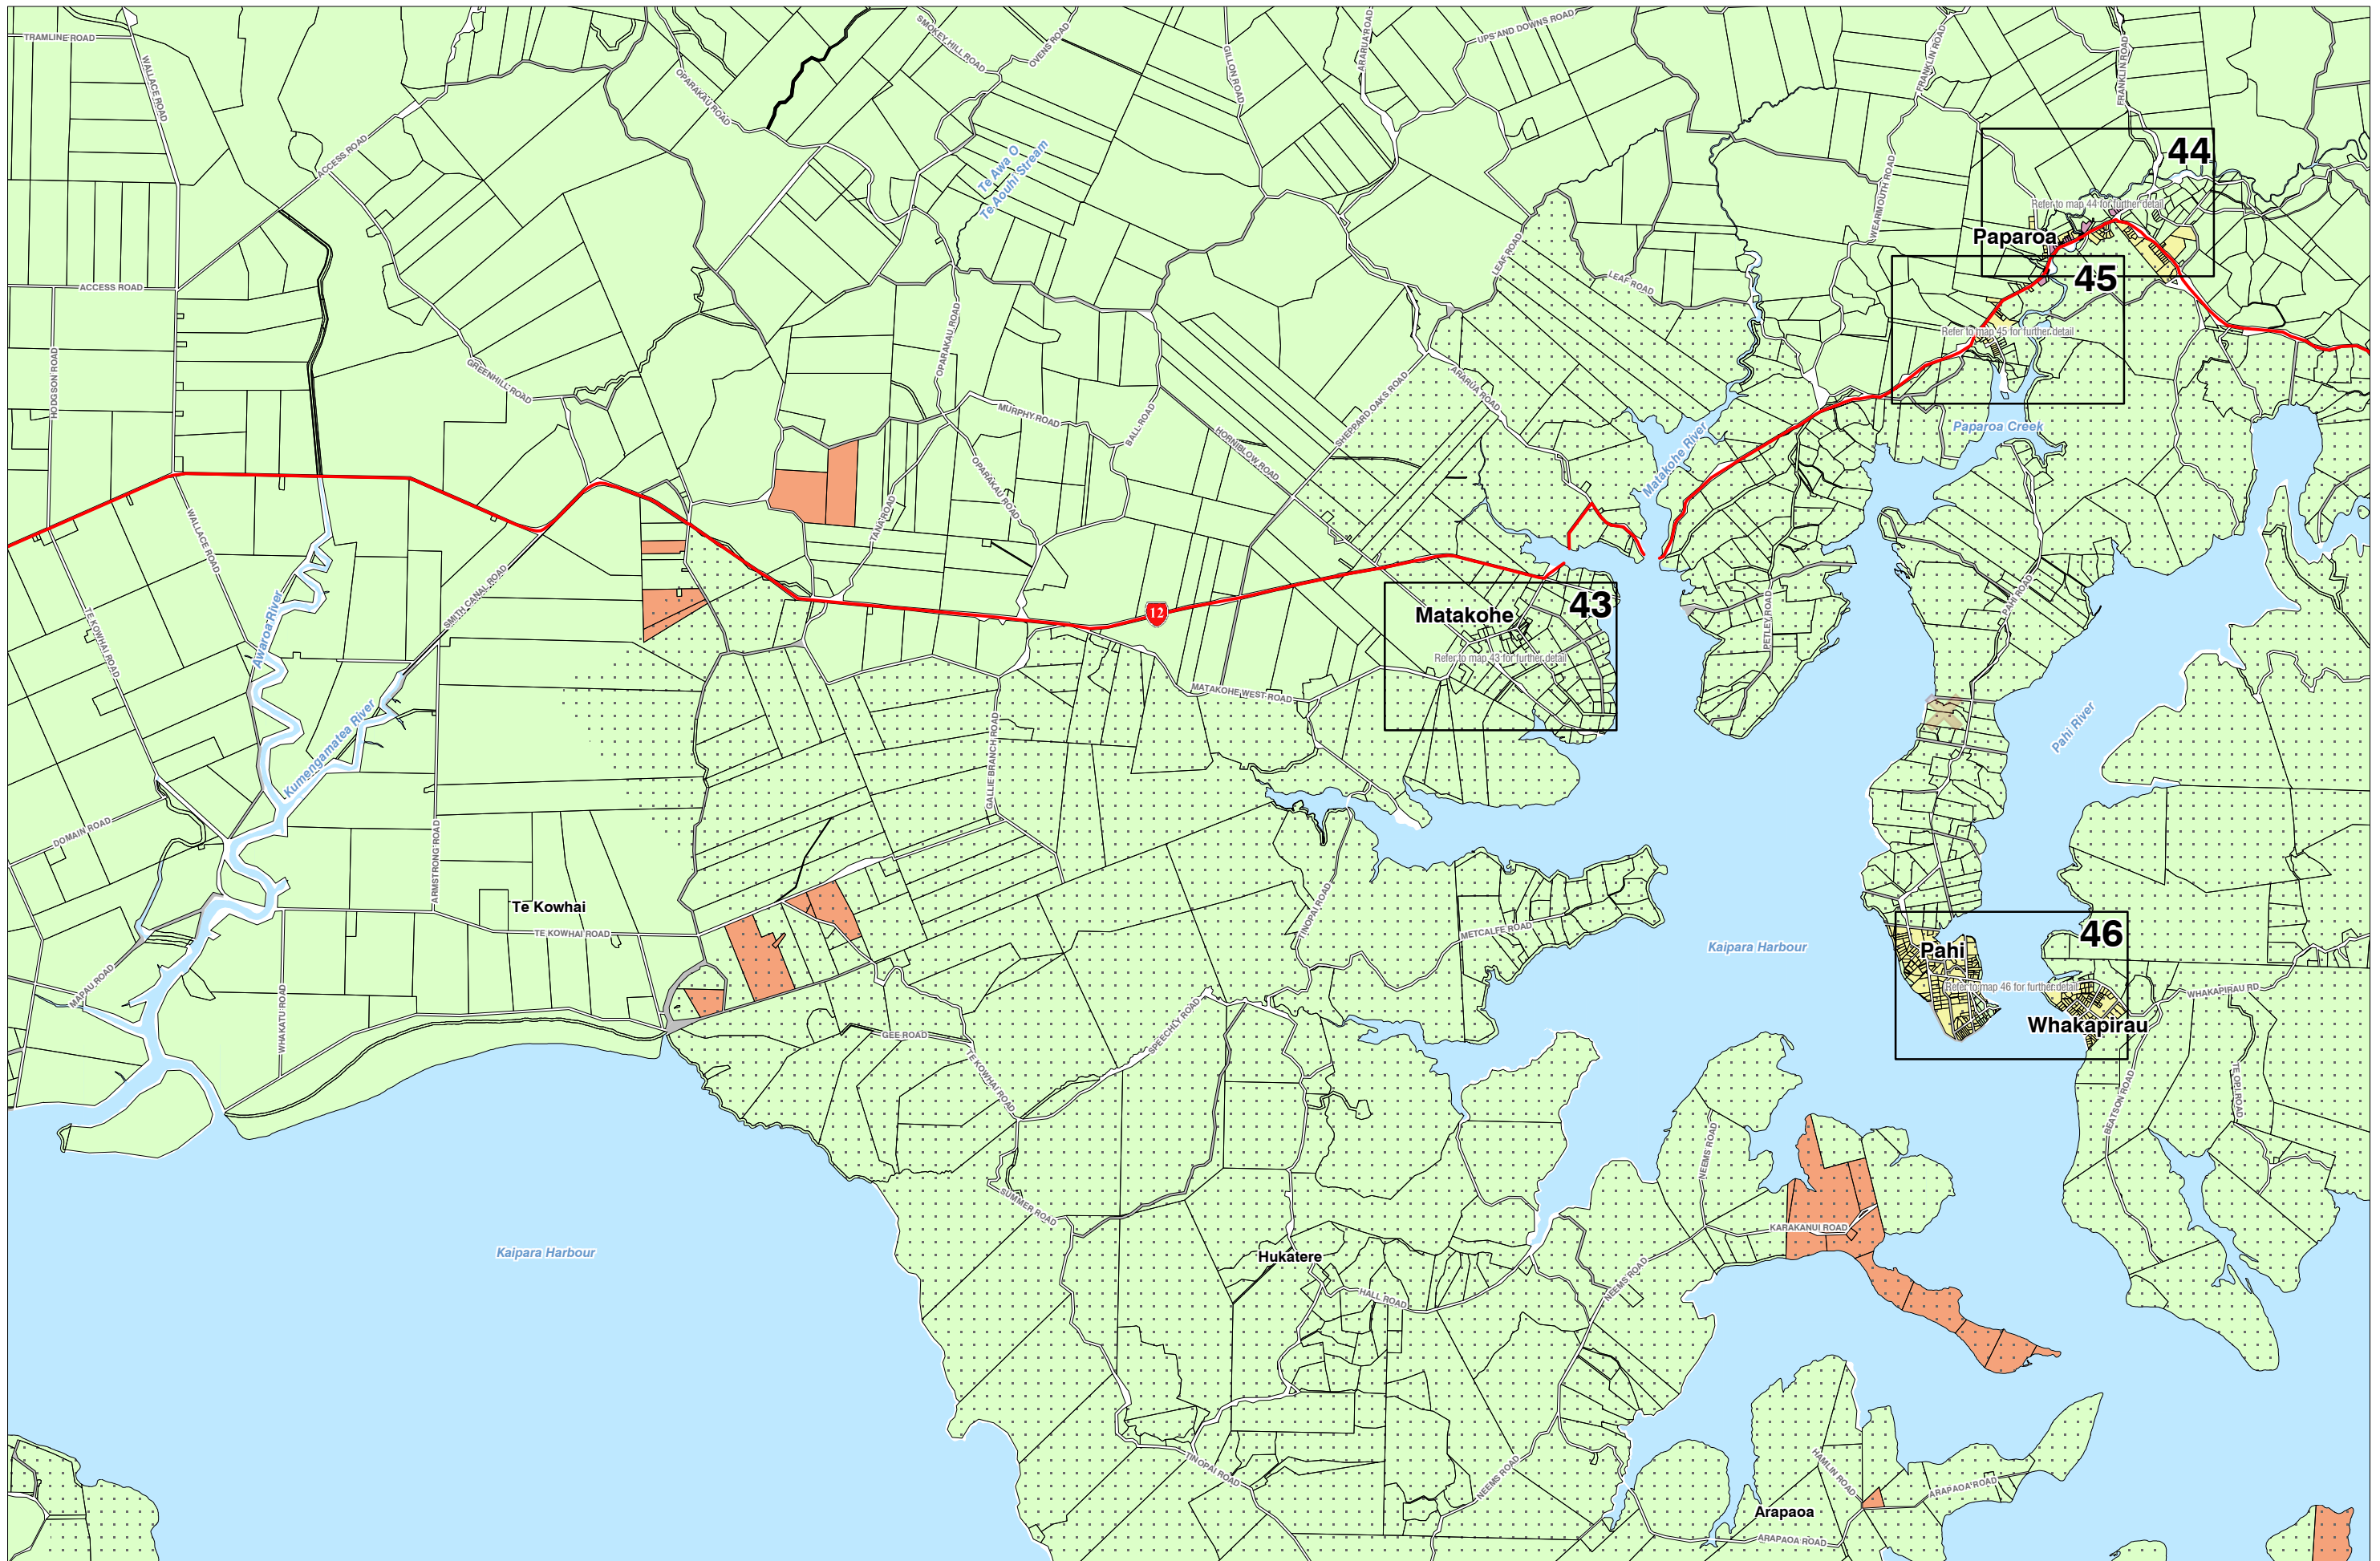 TRAMLINE ROAD
WALLACE ROAD
SMOKEY HILL ROAD
OVENS ROAD
GILLON ROAD
ARARUA ROAD
UPS AND DOWNS ROAD
FRANKLIN ROAD
FRANKLIN ROAD
OPARAKAU ROAD
ACCESS ROAD
Te Awa O
Te Aouhi Stream
44
WEARMOUTH ROAD
Refer to map 44 for further detail
Paparoa
LEAF ROAD
LEAF ROAD
45
ACCESS ROAD
Refer to map 45 for further detail
HODGSON ROAD
GREENHILL ROAD
OPARAKAU ROAD
ARARUA ROAD
SHEPPARD OAKS ROAD
MURPHY ROAD
BALL ROAD
HORNIBLOW ROAD
Paparoa Creek
Matakohe River
OPARAKAU ROAD
TANA ROAD
WALLACE ROAD
SMITH CANAL ROAD
12
43
Matakohe
Refer to map 43 for further detail
PETLEY ROAD
PAHI ROAD
TE KOWHAI ROAD
Awaroa River
MATAKOHE WEST ROAD
Kumengamatea River
GALLIE BRANCH ROAD
Pahi River
DOMAIN ROAD
ARMSTRONG ROAD
Te Kowhai
TE KOWHAI ROAD
TINOPAI ROAD
METCALFE ROAD
Kaipara Harbour
46
Pahi
Refer to map 46 for further detail
Whakapirau
WHAKAPIRAU RD
MAPAU ROAD
WHAKATU ROAD
GEE ROAD
SPEECHLY ROAD
TE KOWHAI ROAD
BEATSON ROAD
TE OPI ROAD
NEEMS ROAD
SUMMER ROAD
KARAKANUI ROAD
Kaipara Harbour
Hukatere
HALL ROAD
NEEMS ROAD
TINOPAI ROAD
NEEMS ROAD
HAMLIN ROAD
ARAPAOA ROAD
Arapaoa
ARAPAOA ROAD